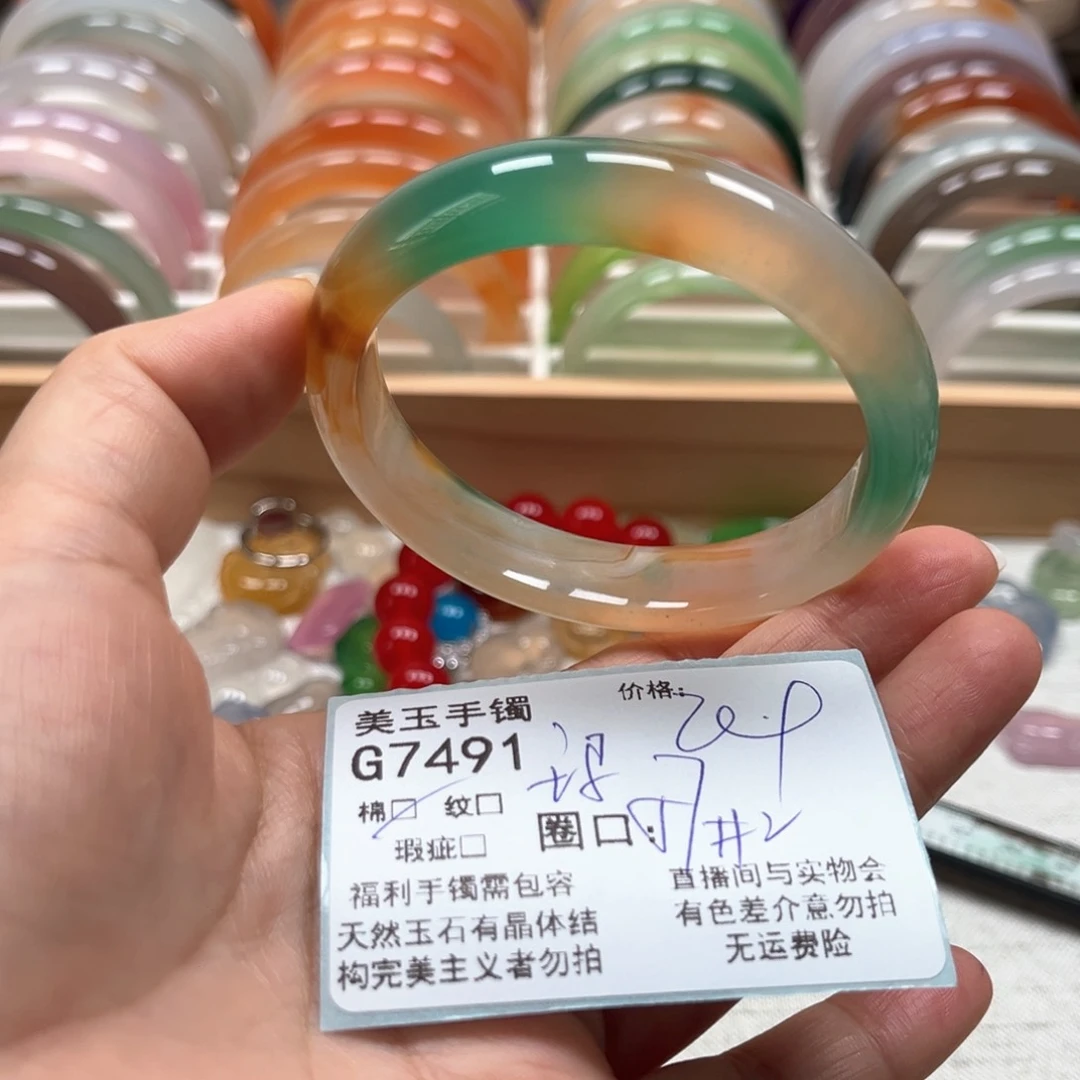 美玉手镯
价格:
G7491
棉□ 纹□
圈口:
瑕疵□
福利手镯需包容
天然玉石有晶体结
构完美主义者勿拍
直播间与实物会
有色差介意勿拍
无运费险